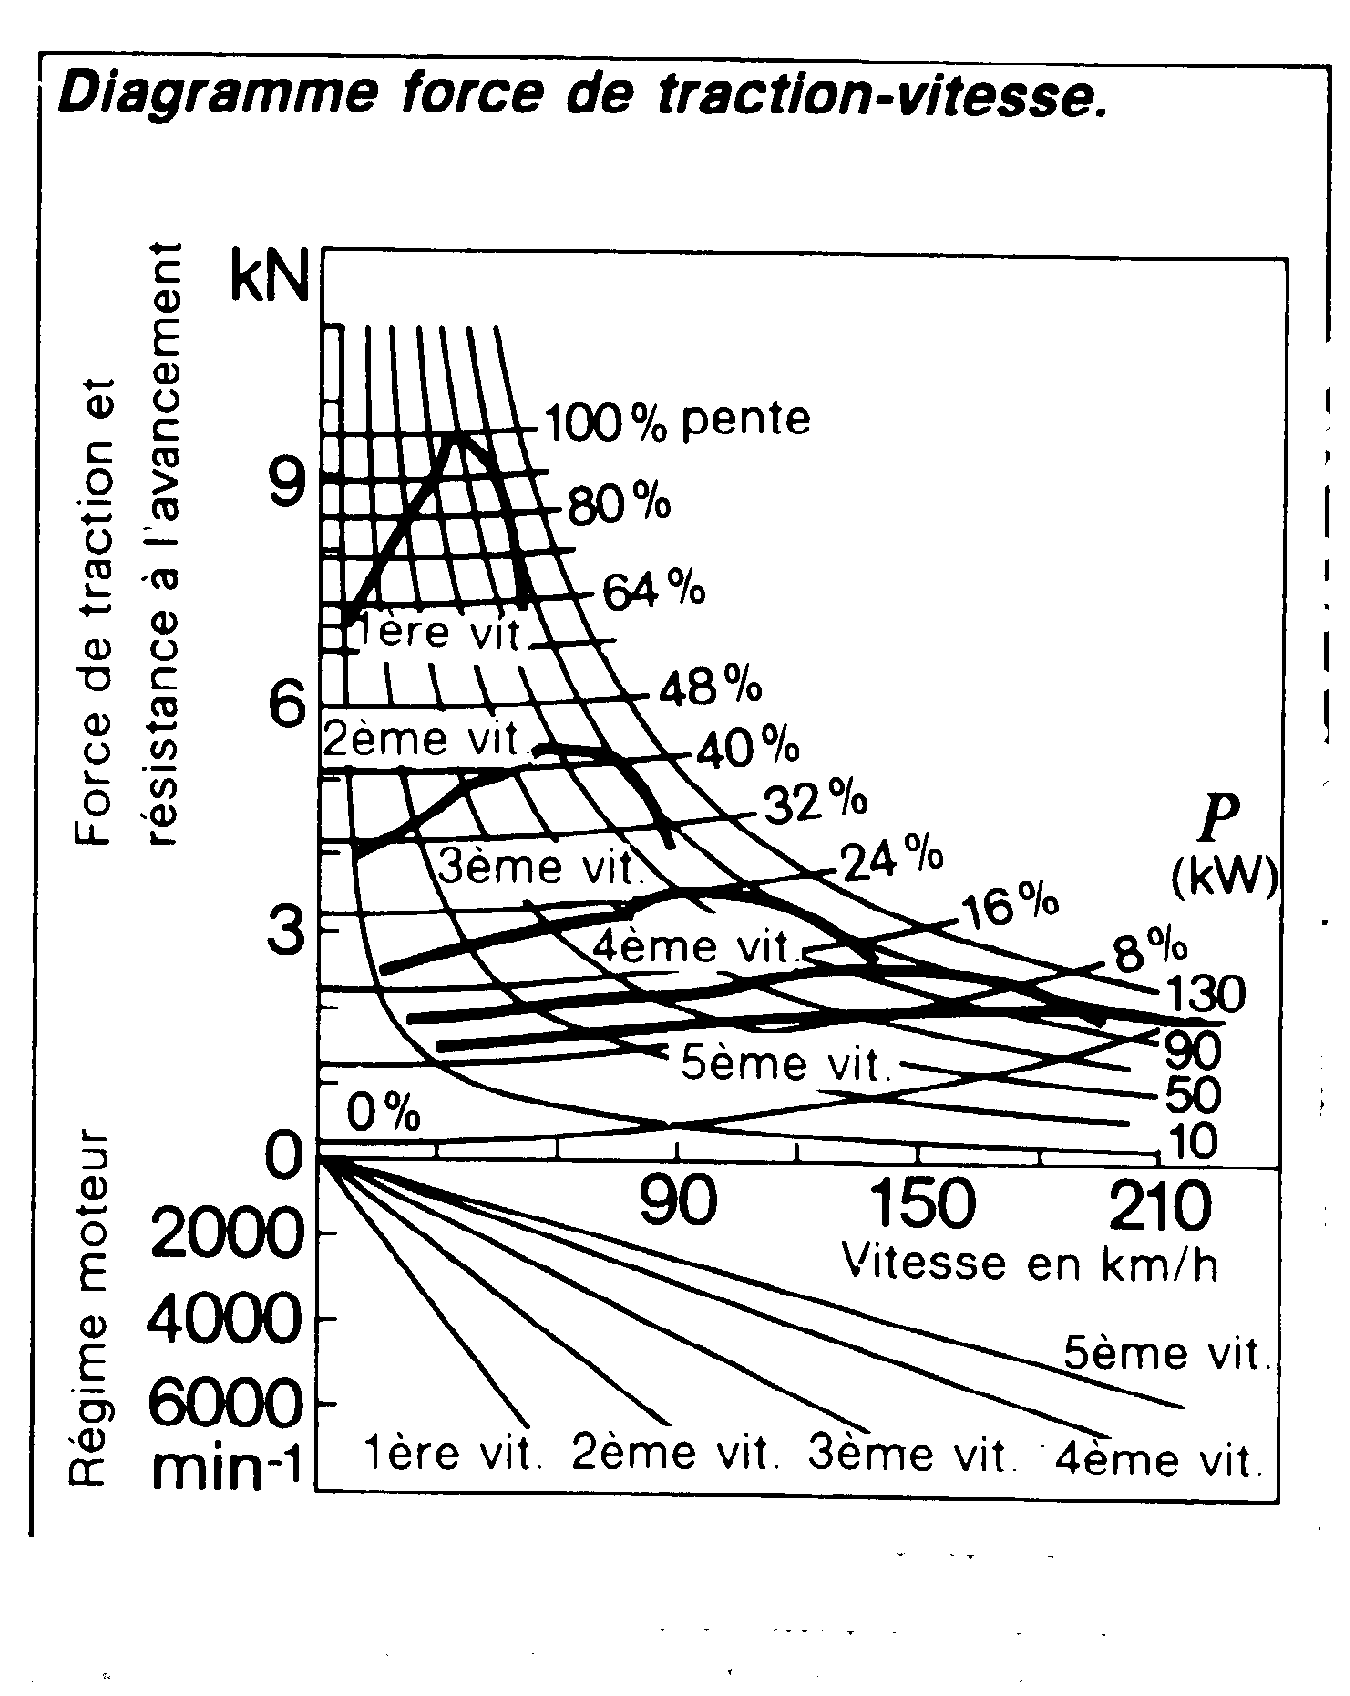 Diagramme force de traction-vitesse.
Force de traction et
résistance à l'avancement
kN
100% pente
9
80%
64%
1ère vit.
6
48%
2ème vit.
40%
32%
P
(kW)
3ème vit.
24%
16%
3
4ème vit.
8%
130
90
5ème vit.
50
0%
10
0
90 150 210
Vitesse en km/h
Régime moteur
2000
4000
6000
min-1
5ème vit.
1ère vit. 2ème vit. 3ème vit. 4ème vit.